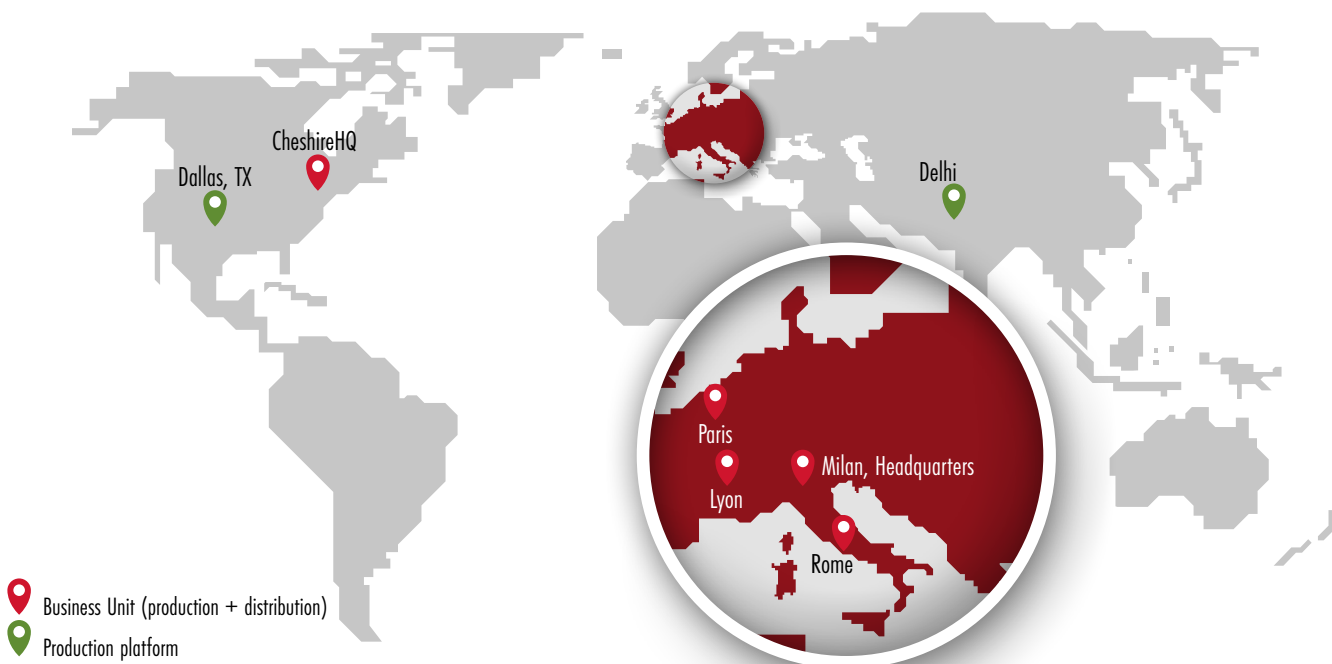 CheshireHQ
Dallas, TX
Delhi
Paris
Milan, Headquarters
Lyon
Rome
Business Unit (production + distribution)
Production platform